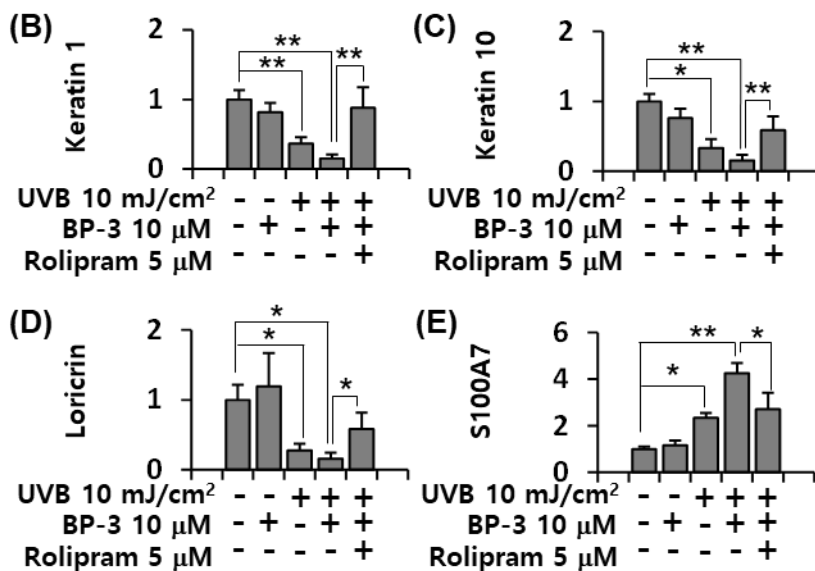 (B)
Keratin 1
2
1
0
** ** **
UVB 10 mJ/cm² - - + + +
BP-3 10 μM - + - + +
Rolipram 5 μM - - - - +
(C)
Keratin 10
2
1
0
** * **
UVB 10 mJ/cm² - - + + +
BP-3 10 μM - + - + +
Rolipram 5 μM - - - - +
(D)
Loricrin
2
1
0
* * *
UVB 10 mJ/cm² - - + + +
BP-3 10 μM - + - + +
Rolipram 5 μM - - - - +
(E)
S100A7
6
4
2
0
** * *
UVB 10 mJ/cm² - - + + +
BP-3 10 μM - + - + +
Rolipram 5 μM - - - - +